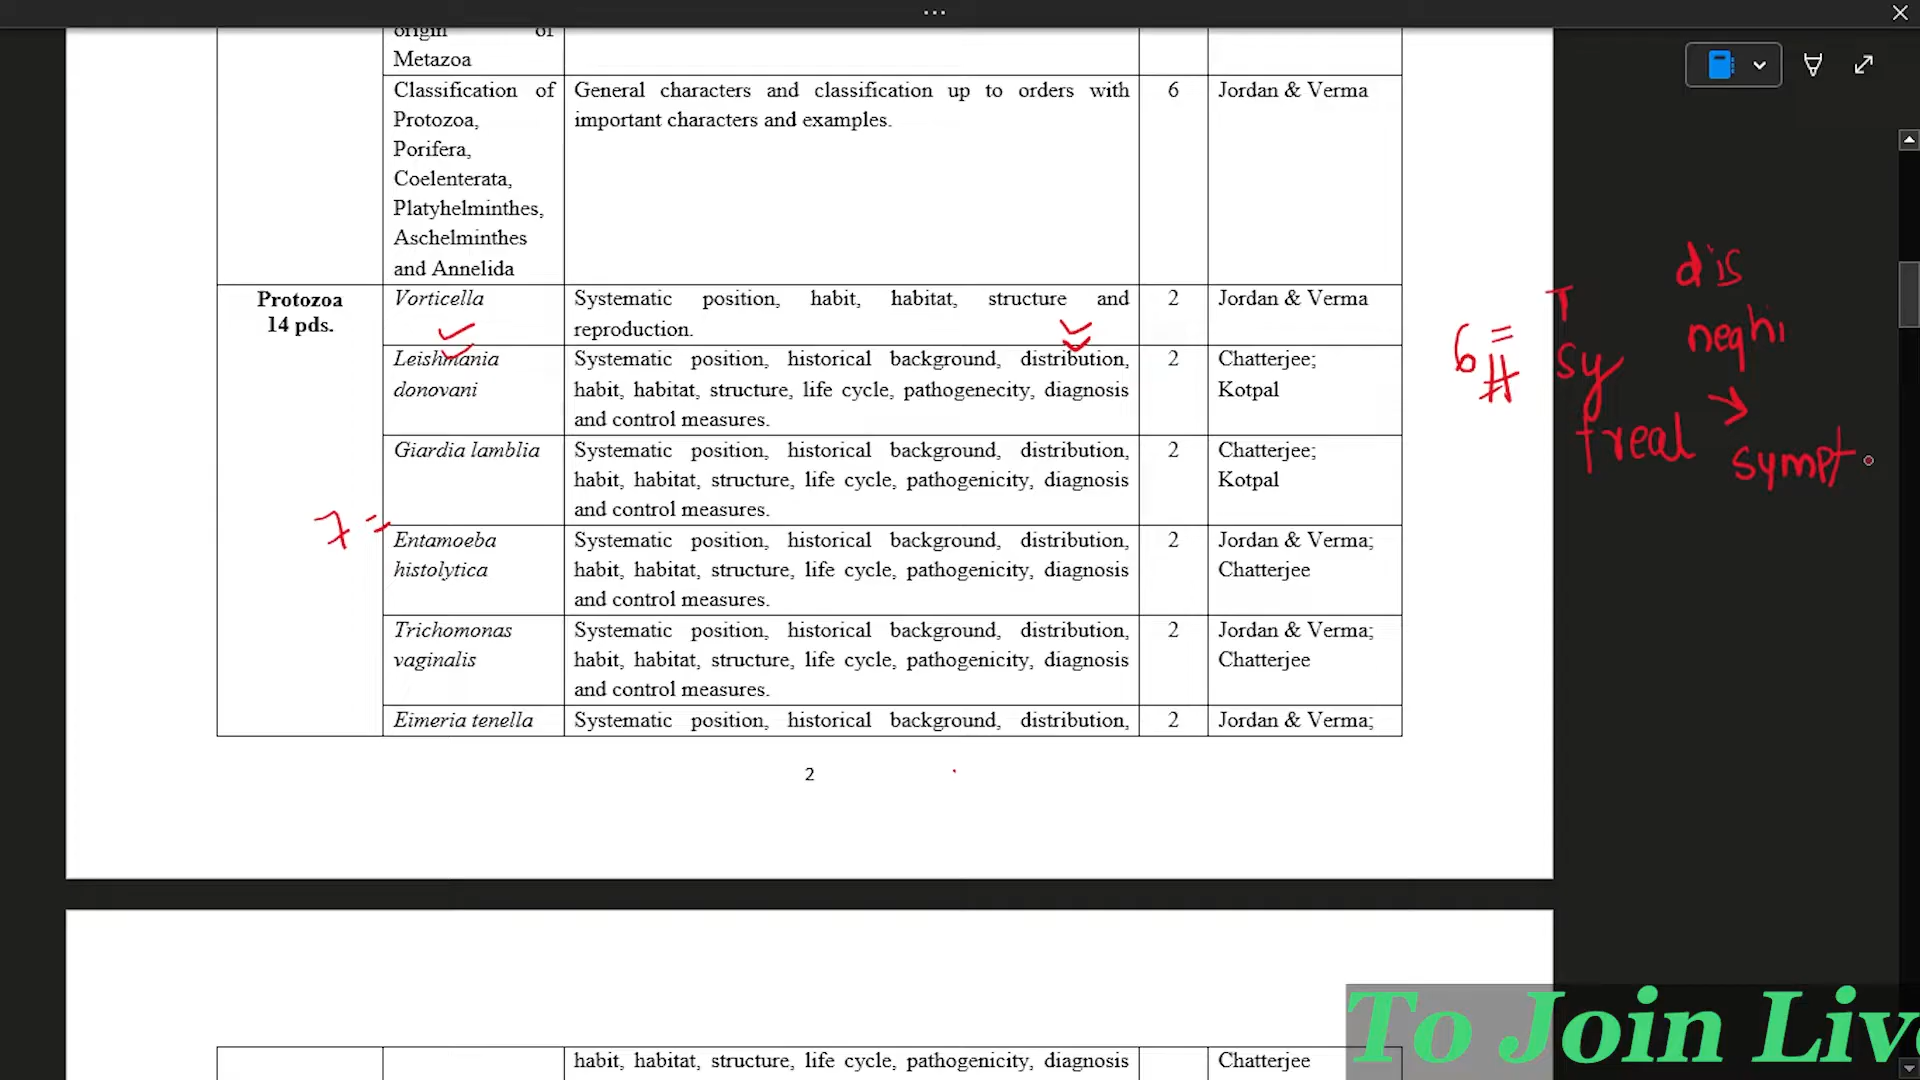 ...
origin of
Metazoa
Classification of
Protozoa,
Porifera,
Coelenterata,
Platyhelminthes,
Aschelminthes
and Annelida
General characters and classification up to orders with
important characters and examples.
6
Jordan & Verma
Protozoa
14 pds.
Vorticella
Systematic position, habit, habitat, structure and
reproduction.
2
Jordan & Verma
Leishmania
donovani
Systematic position, historical background, distribution,
habit, habitat, structure, life cycle, pathogenecity, diagnosis
and control measures.
2
Chatterjee;
Kotpal
Giardia lamblia
Systematic position, historical background, distribution,
habit, habitat, structure, life cycle, pathogenicity, diagnosis
and control measures.
2
Chatterjee;
Kotpal
7 =
Entamoeba
histolytica
Systematic position, historical background, distribution,
habit, habitat, structure, life cycle, pathogenicity, diagnosis
and control measures.
2
Jordan & Verma;
Chatterjee
Trichomonas
vaginalis
Systematic position, historical background, distribution,
habit, habitat, structure, life cycle, pathogenicity, diagnosis
and control measures.
2
Jordan & Verma;
Chatterjee
Eimeria tenella
Systematic position, historical background, distribution,
2
Jordan & Verma;
6 =
T
sy
treal
dis
neghi
sympt
2
habit, habitat, structure, life cycle, pathogenicity, diagnosis
Chatterjee
To Join Live